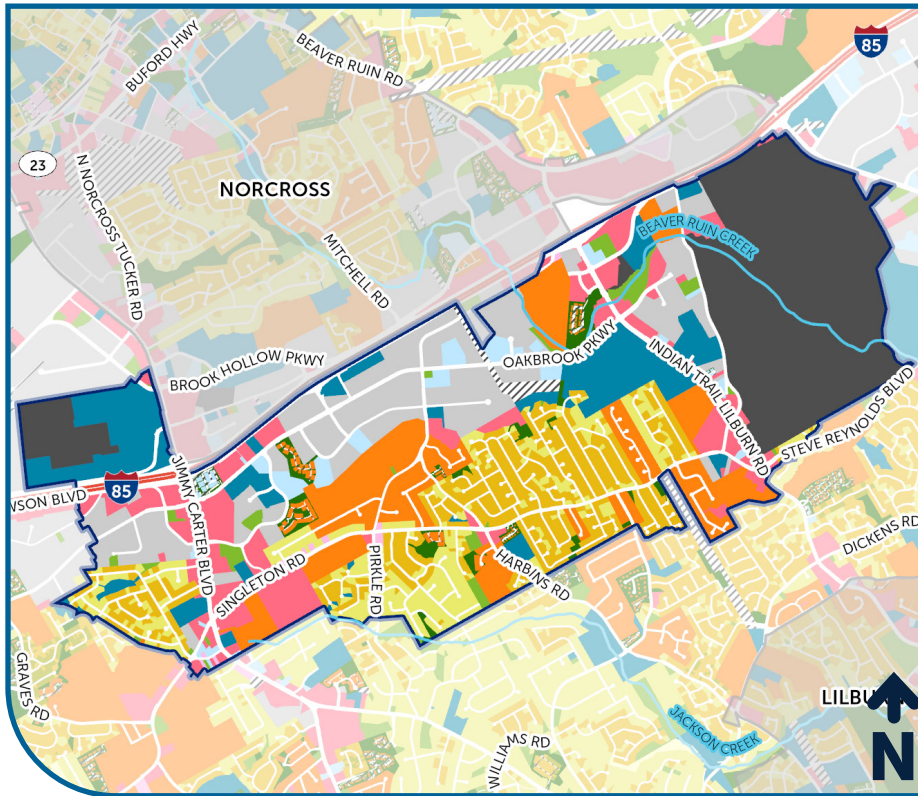 BUFORD HWY
BEAVER RUIN RD
85
23
N NORCROSS TUCKER RD
NORCROSS
MITCHELL RD
BEAVER RUIN CREEK
BROOK HOLLOW PKWY
OAKBROOK PKWY
INDIAN TRAIL LILBURN RD
STEVE REYNOLDS BLVD
WSON BLVD
85
JIMMY CARTER BLVD
SINGLETON RD
PIRKLE RD
HARBINS RD
DICKENS RD
GRAVES RD
WILLIAMS RD
JACKSON CREEK
LILBU
N